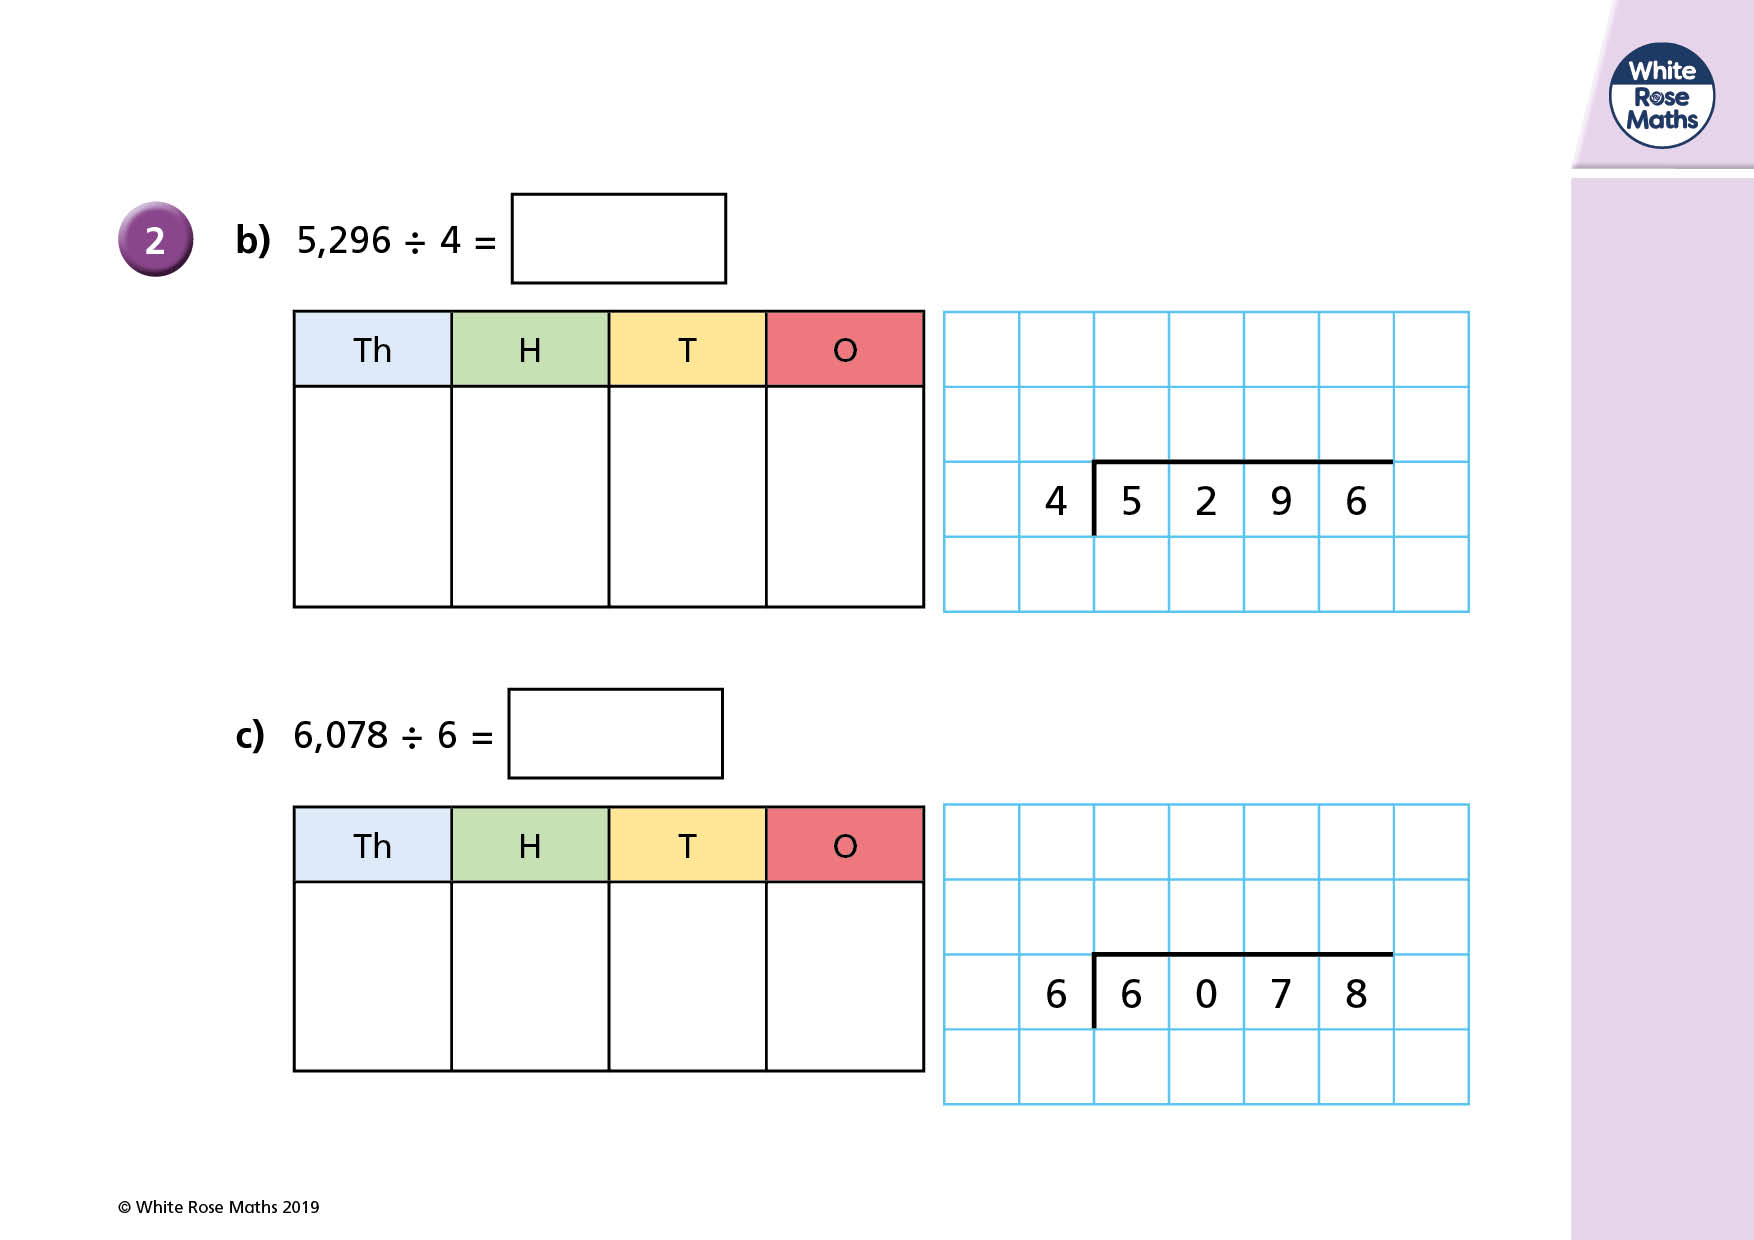 White
Rose
Maths
2 b) 5,296 ÷ 4 =
Th H T O
4 5 2 9 6
c) 6,078 ÷ 6 =
Th H T O
6 6 0 7 8
© White Rose Maths 2019